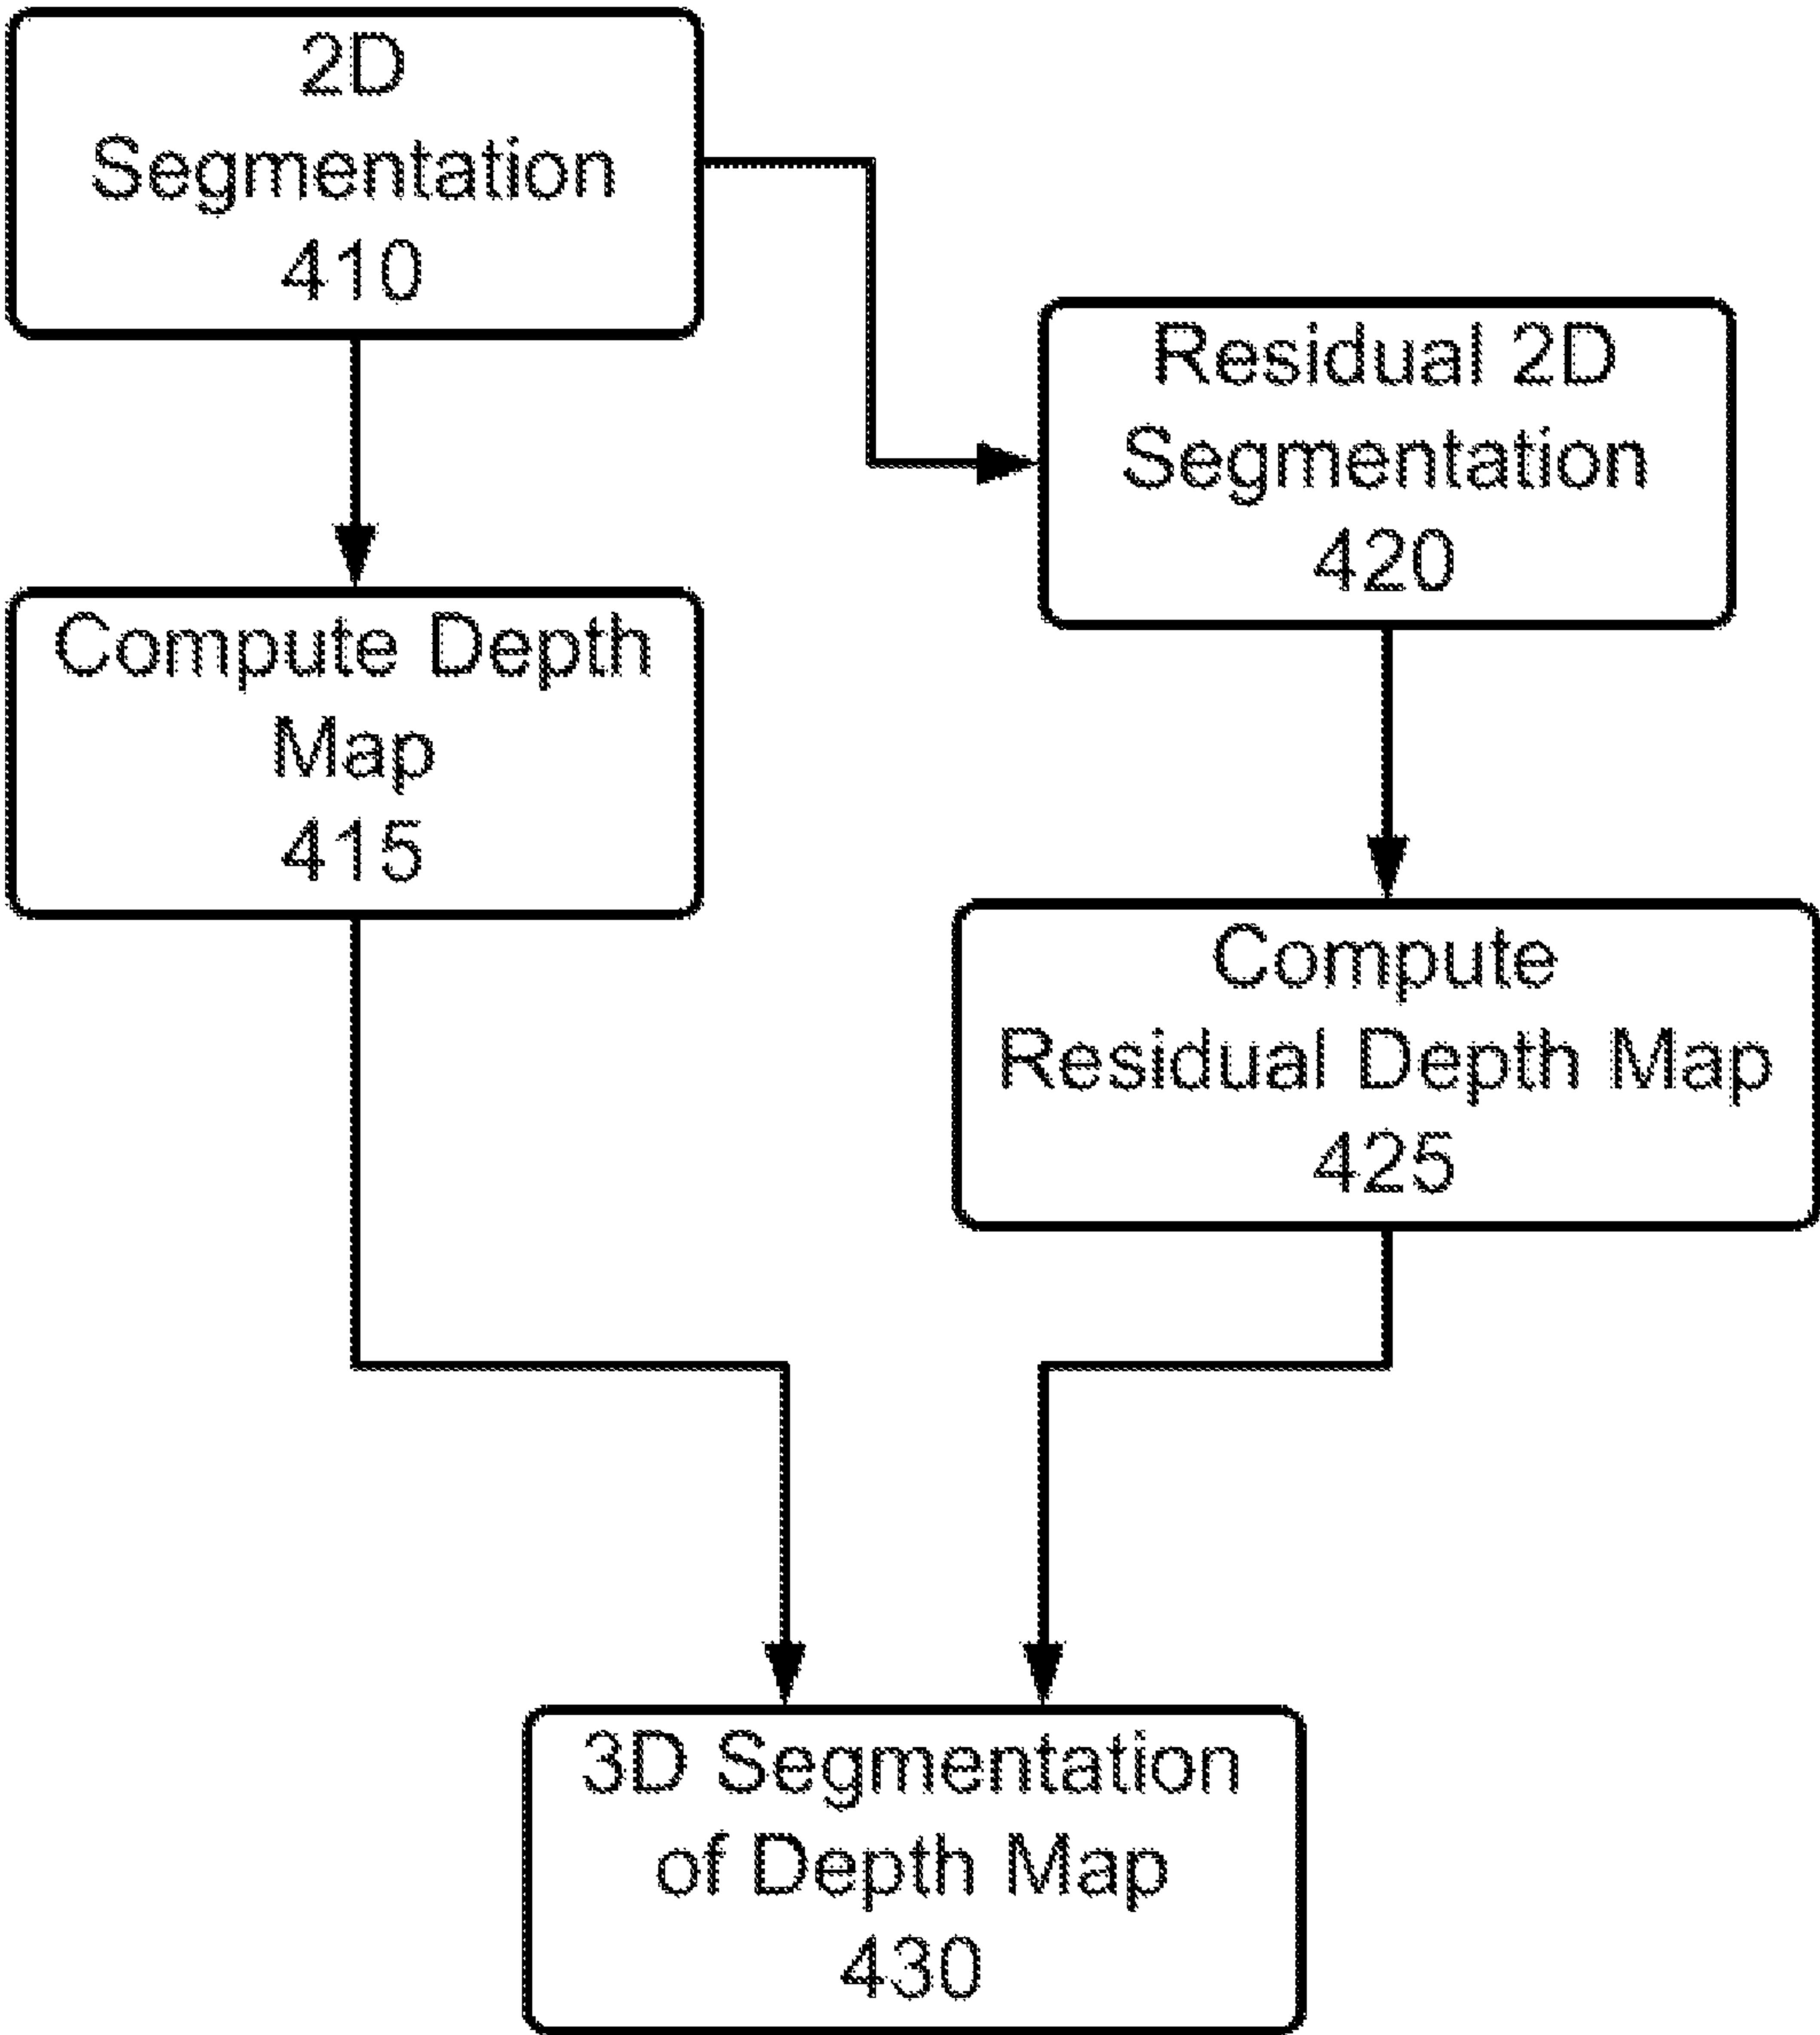 2D
Segmentation
410
Residual 2D
Segmentation
420
Compute Depth
Map
415
Compute
Residual Depth Map
425
3D Segmentation
of Depth Map
430